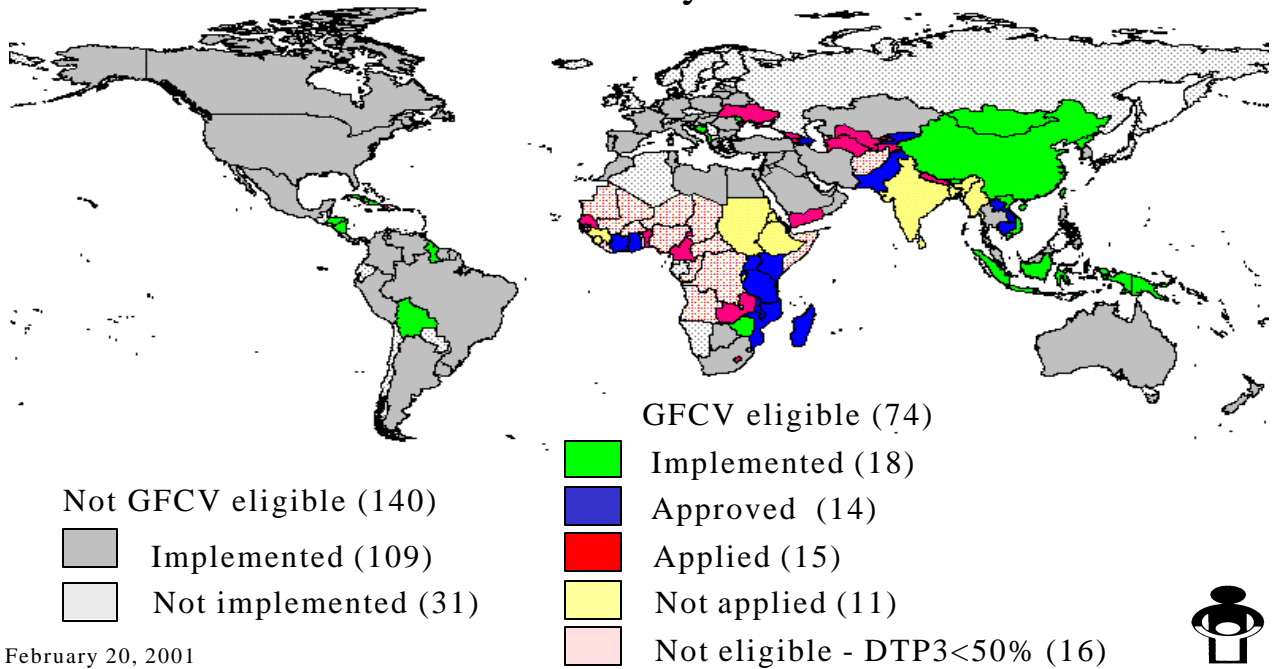 GFCV eligible (74)
Implemented (18)
Approved (14)
Applied (15)
Not applied (11)
Not eligible - DTP3<50% (16)
Not GFCV eligible (140)
Implemented (109)
Not implemented (31)
February 20, 2001